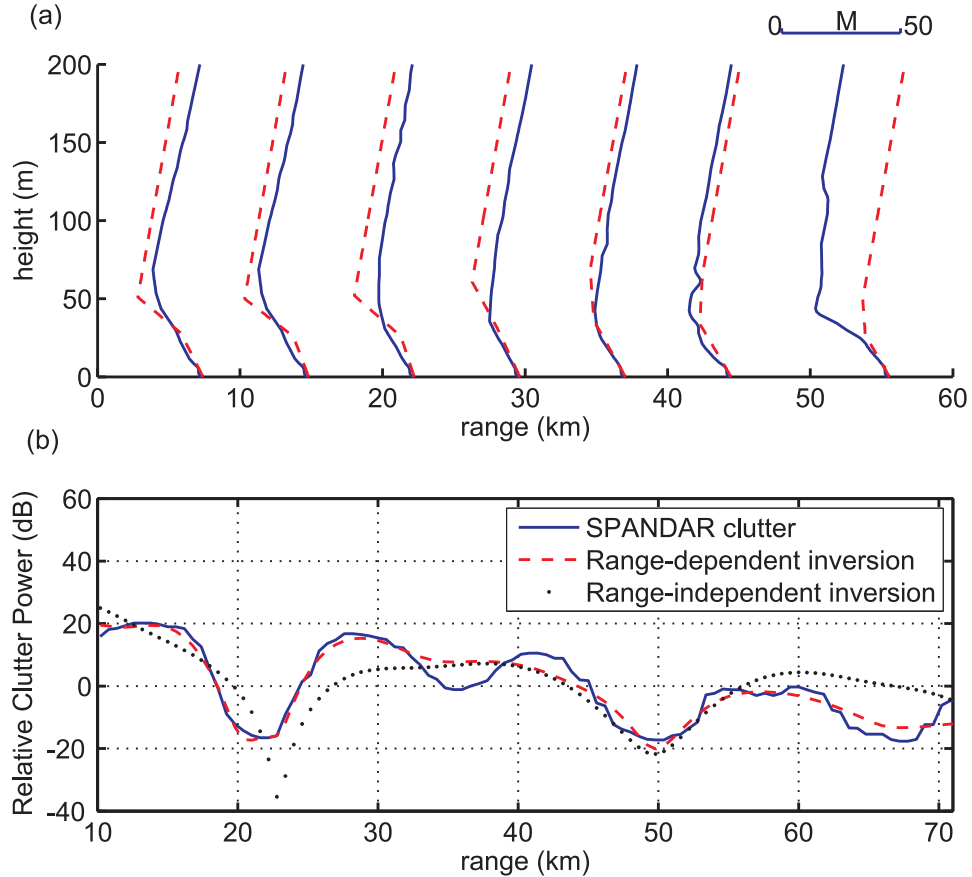 (a)
0 M 50
200
150
100
50
0
height (m)
0 10 20 30 40 50 60
range (km)
(b)
60
40
20
0
-20
-40
Relative Clutter Power (dB)
SPANDAR clutter
Range-dependent inversion
Range-independent inversion
10 20 30 40 50 60 70
range (km)